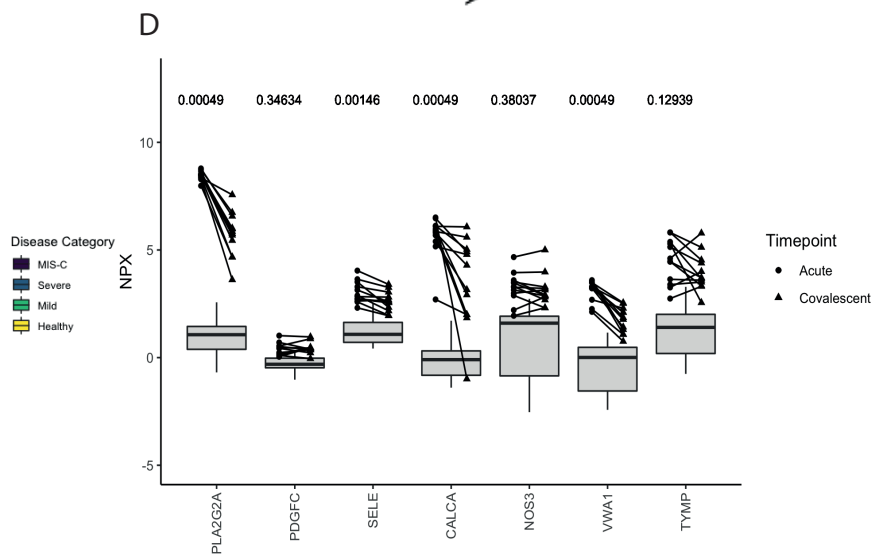 D
0.00049 0.34634 0.00146 0.00049 0.38037 0.00049 0.12939
10
5
0
-5
NPX
PLA2G2A PDGFC SELE CALCA NOS3 VWA1 TYMP
Disease Category
MIS-C
Severe
Mild
Healthy
Timepoint
Acute
Covalescent